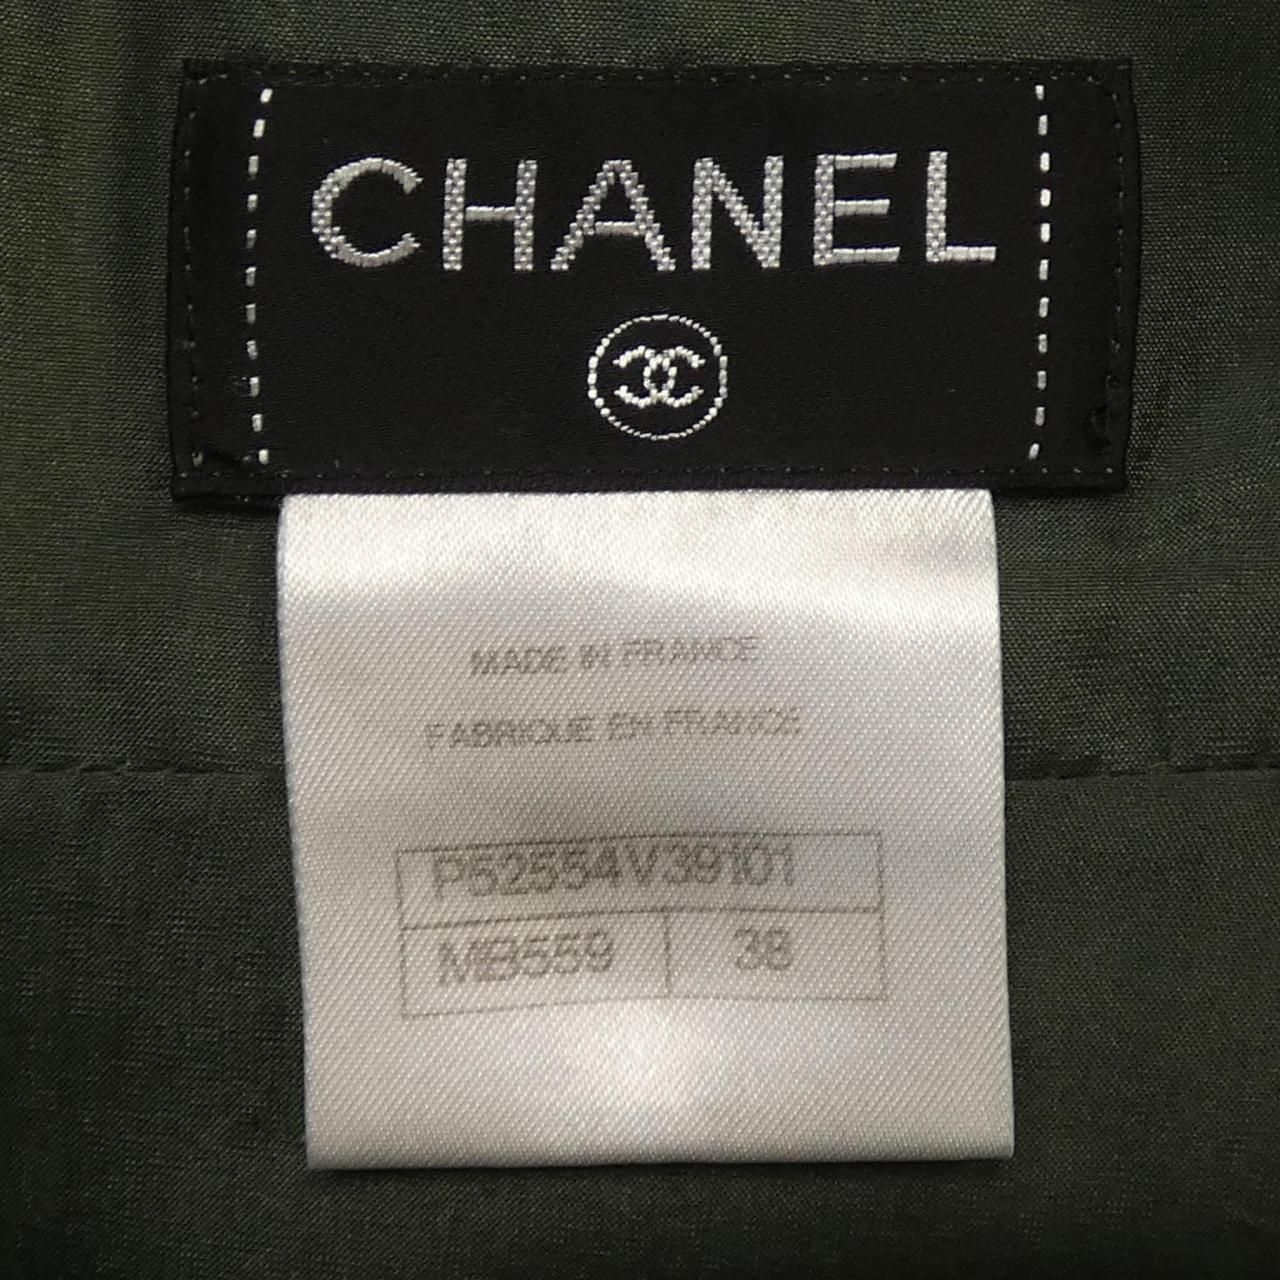 CHANEL
MADE IN FRANCE
FABRIQUE EN FRANCE
P52554V39101
MB559 38